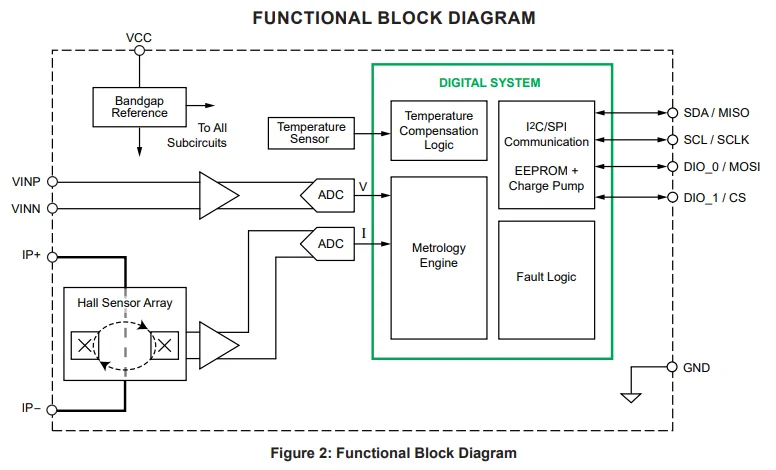 FUNCTIONAL BLOCK DIAGRAM
VCC
DIGITAL SYSTEM
Bandgap
Reference
To All
Subcircuits
Temperature
Sensor
Temperature
Compensation
Logic
I2C/SPI
Communication
EEPROM +
Charge Pump
SDA / MISO
SCL / SCLK
DIO_0 / MOSI
DIO_1 / CS
VINP
VINN
ADC
V
ADC
I
Metrology
Engine
Fault Logic
IP+
Hall Sensor Array
IP–
GND
Figure 2: Functional Block Diagram